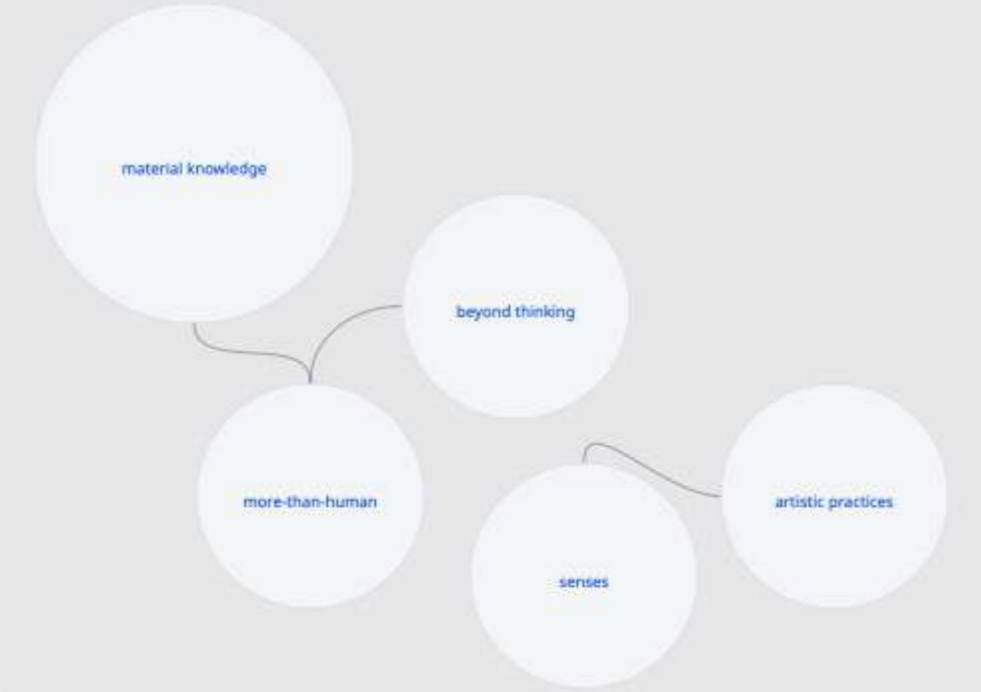 material knowledge
beyond thinking
more-than-human
artistic practices
senses